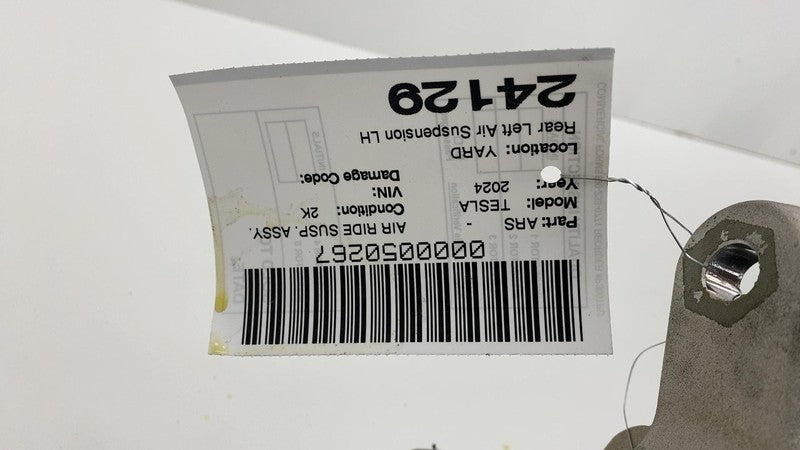 0000050267
Part: ARS - AIR RIDE SUSP. ASSY.
Model: TESLA Condition: 2K
Year: 2024 VIN:
Damage Code:
Location: YARD
Rear Left Air Suspension LH
24129